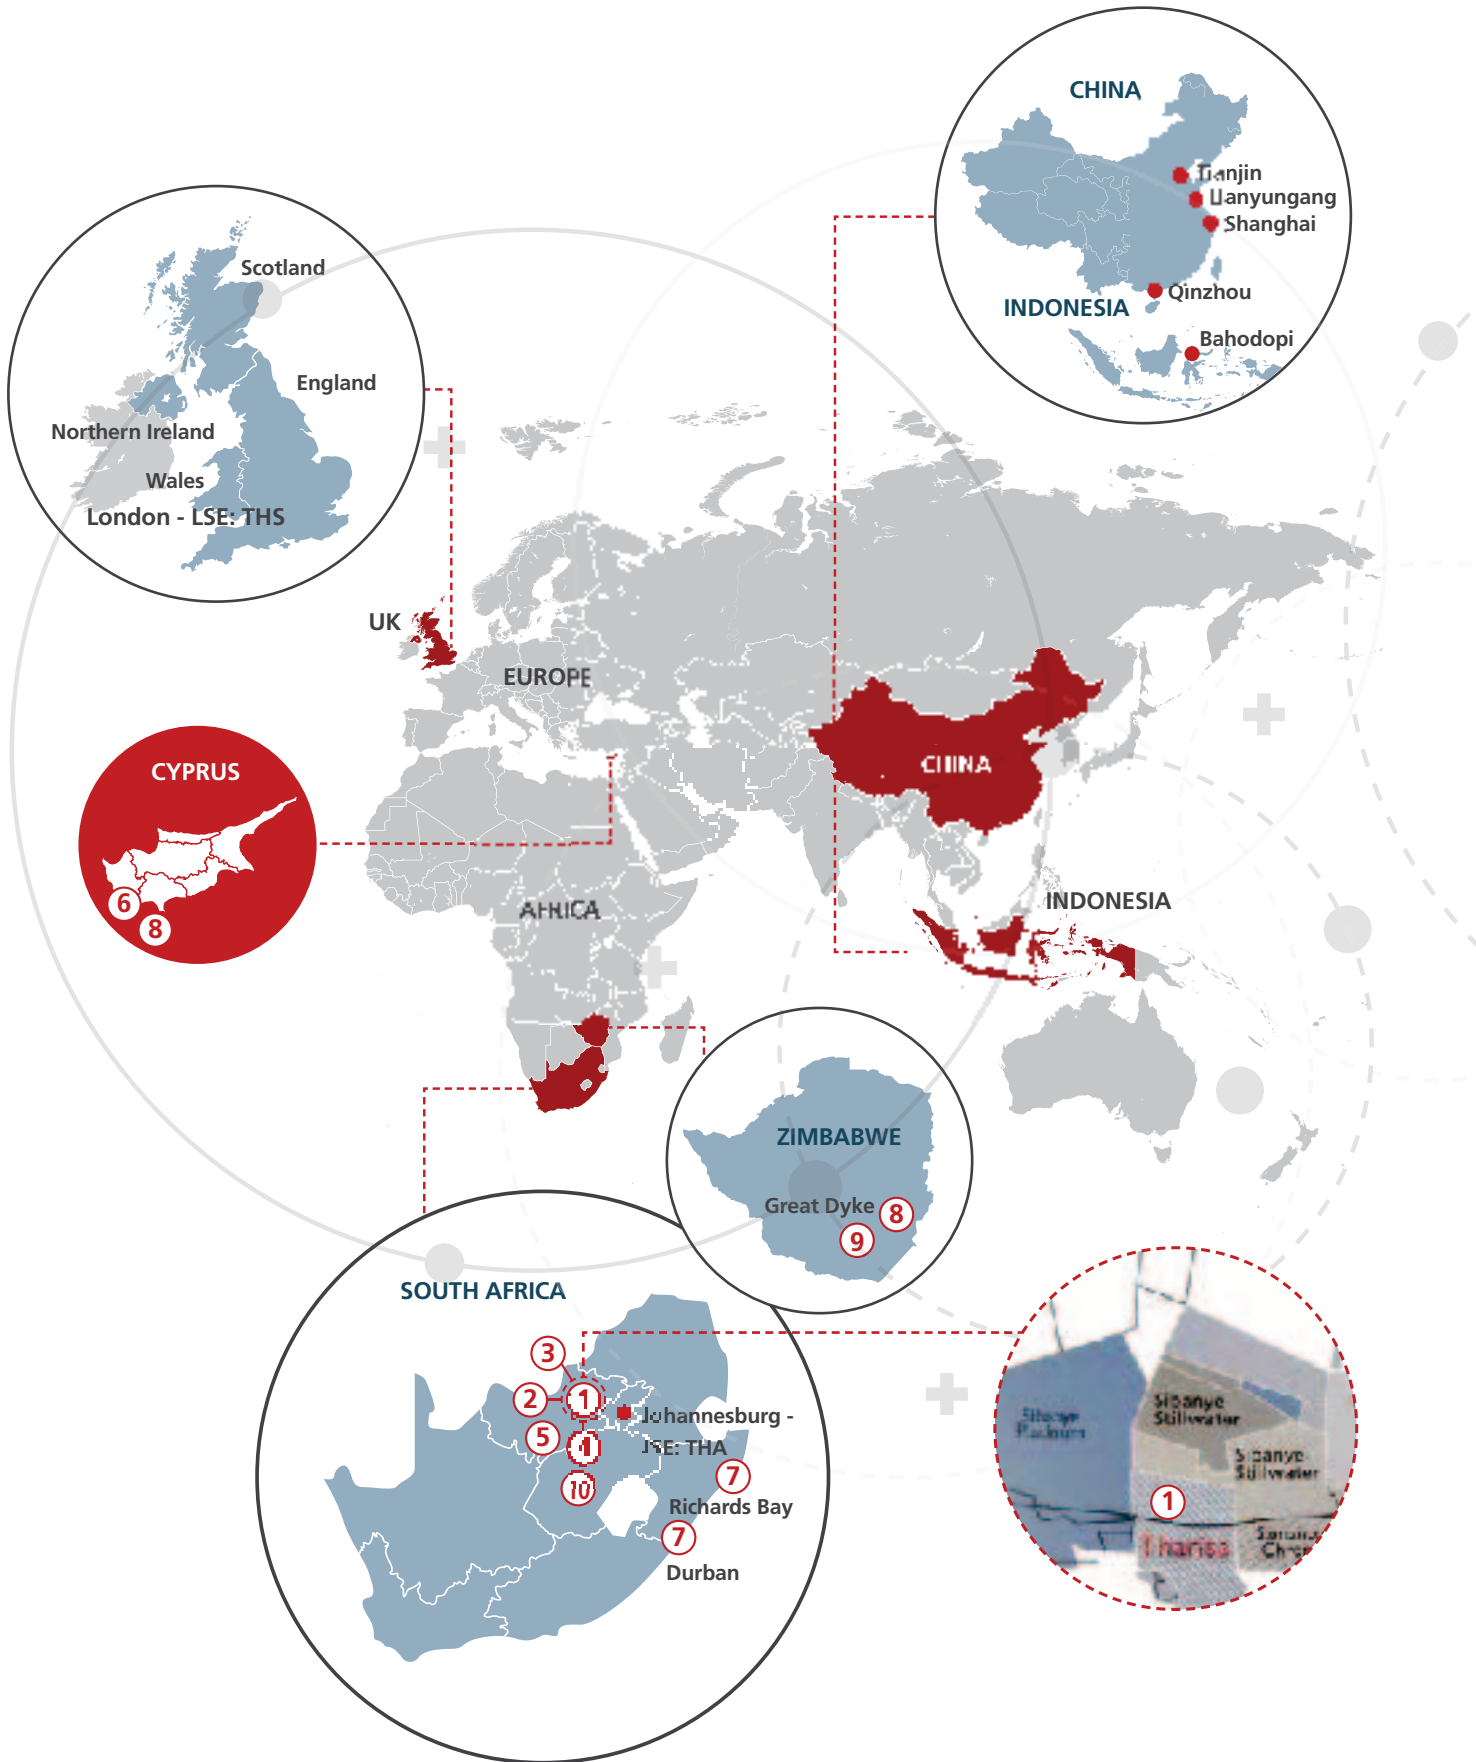 CHINA
Tianjin
Lianyungang
Shanghai
Qinzhou
INDONESIA
Bahodopi
Scotland
England
Northern Ireland
Wales
London - LSE: THS
UK
EUROPE
CHINA
CYPRUS
6
8
AFRICA
INDONESIA
ZIMBABWE
Great Dyke
8
9
SOUTH AFRICA
3
2
1
Johannesburg -
JSE: THA
5
4
10
7
Richards Bay
7
Durban
Sibanye
Platinum
Sibanye
Stillwater
Sibanye-
Stillwater
1
Tharisa